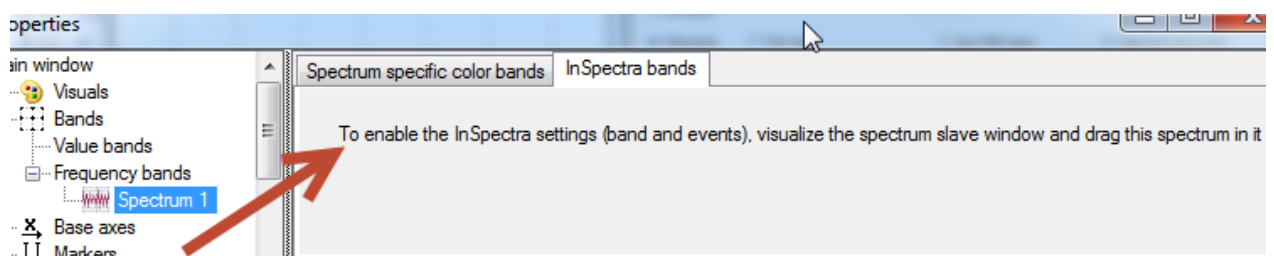 operties
ain window
Visuals
Bands
Value bands
Frequency bands
Spectrum 1
Base axes
Markers
Spectrum specific color bands
InSpectra bands
To enable the InSpectra settings (band and events), visualize the spectrum slave window and drag this spectrum in it